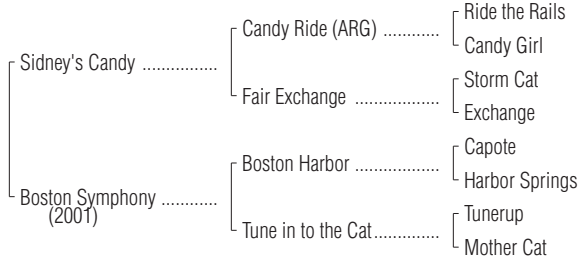 Ride the Rails
Candy Ride (ARG) ............
Candy Girl
Sidney's Candy ................
Storm Cat
Fair Exchange ..................
Exchange
Capote
Boston Harbor ..................
Harbor Springs
Boston Symphony ............
(2001)
Tunerup
Tune in to the Cat..............
Mother Cat